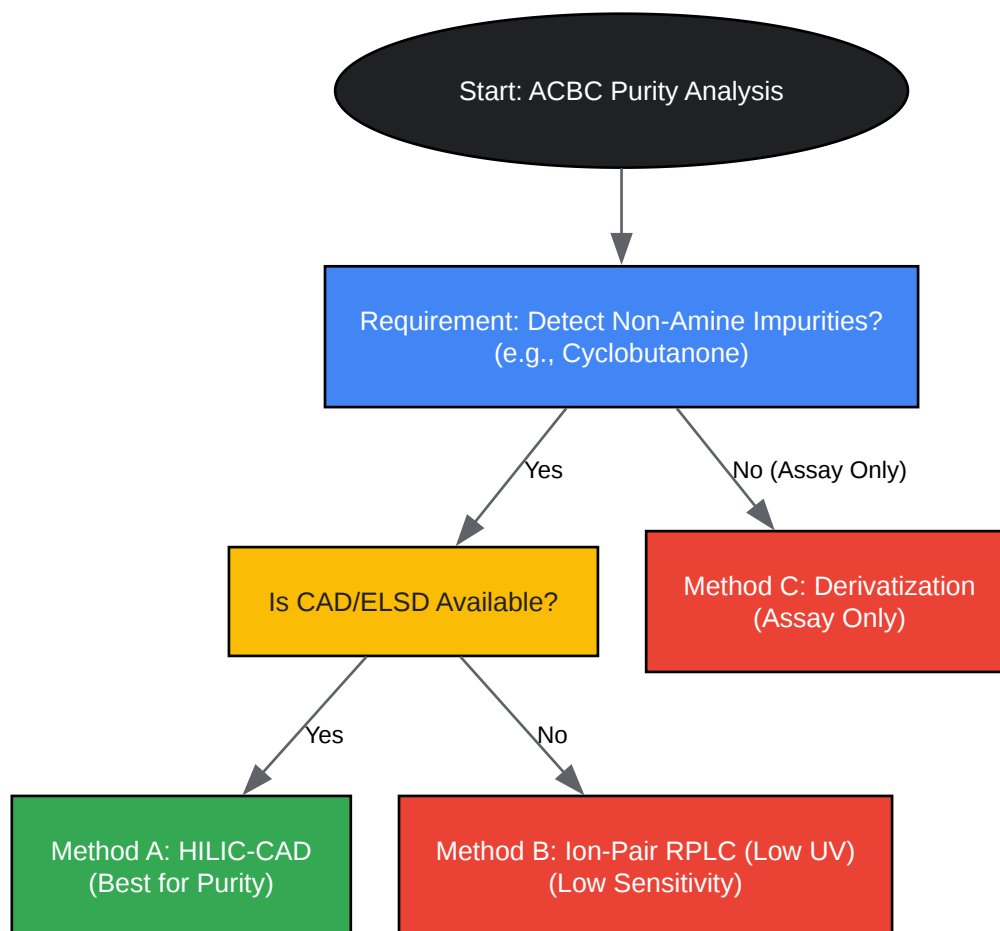 Start: ACBC Purity Analysis
Requirement: Detect Non-Amine Impurities?
(e.g., Cyclobutanone)
Yes
No (Assay Only)
Is CAD/ELSD Available?
Method C: Derivatization
(Assay Only)
Yes
No
Method A: HILIC-CAD
(Best for Purity)
Method B: Ion-Pair RPLC (Low UV)
(Low Sensitivity)